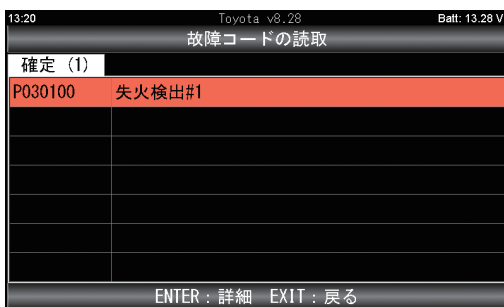 13:20 Toyota v8.28 Batt: 13.28 V
故障コードの読取
確定 (1)
P030100 失火検出#1
ENTER：詳細 EXIT：戻る